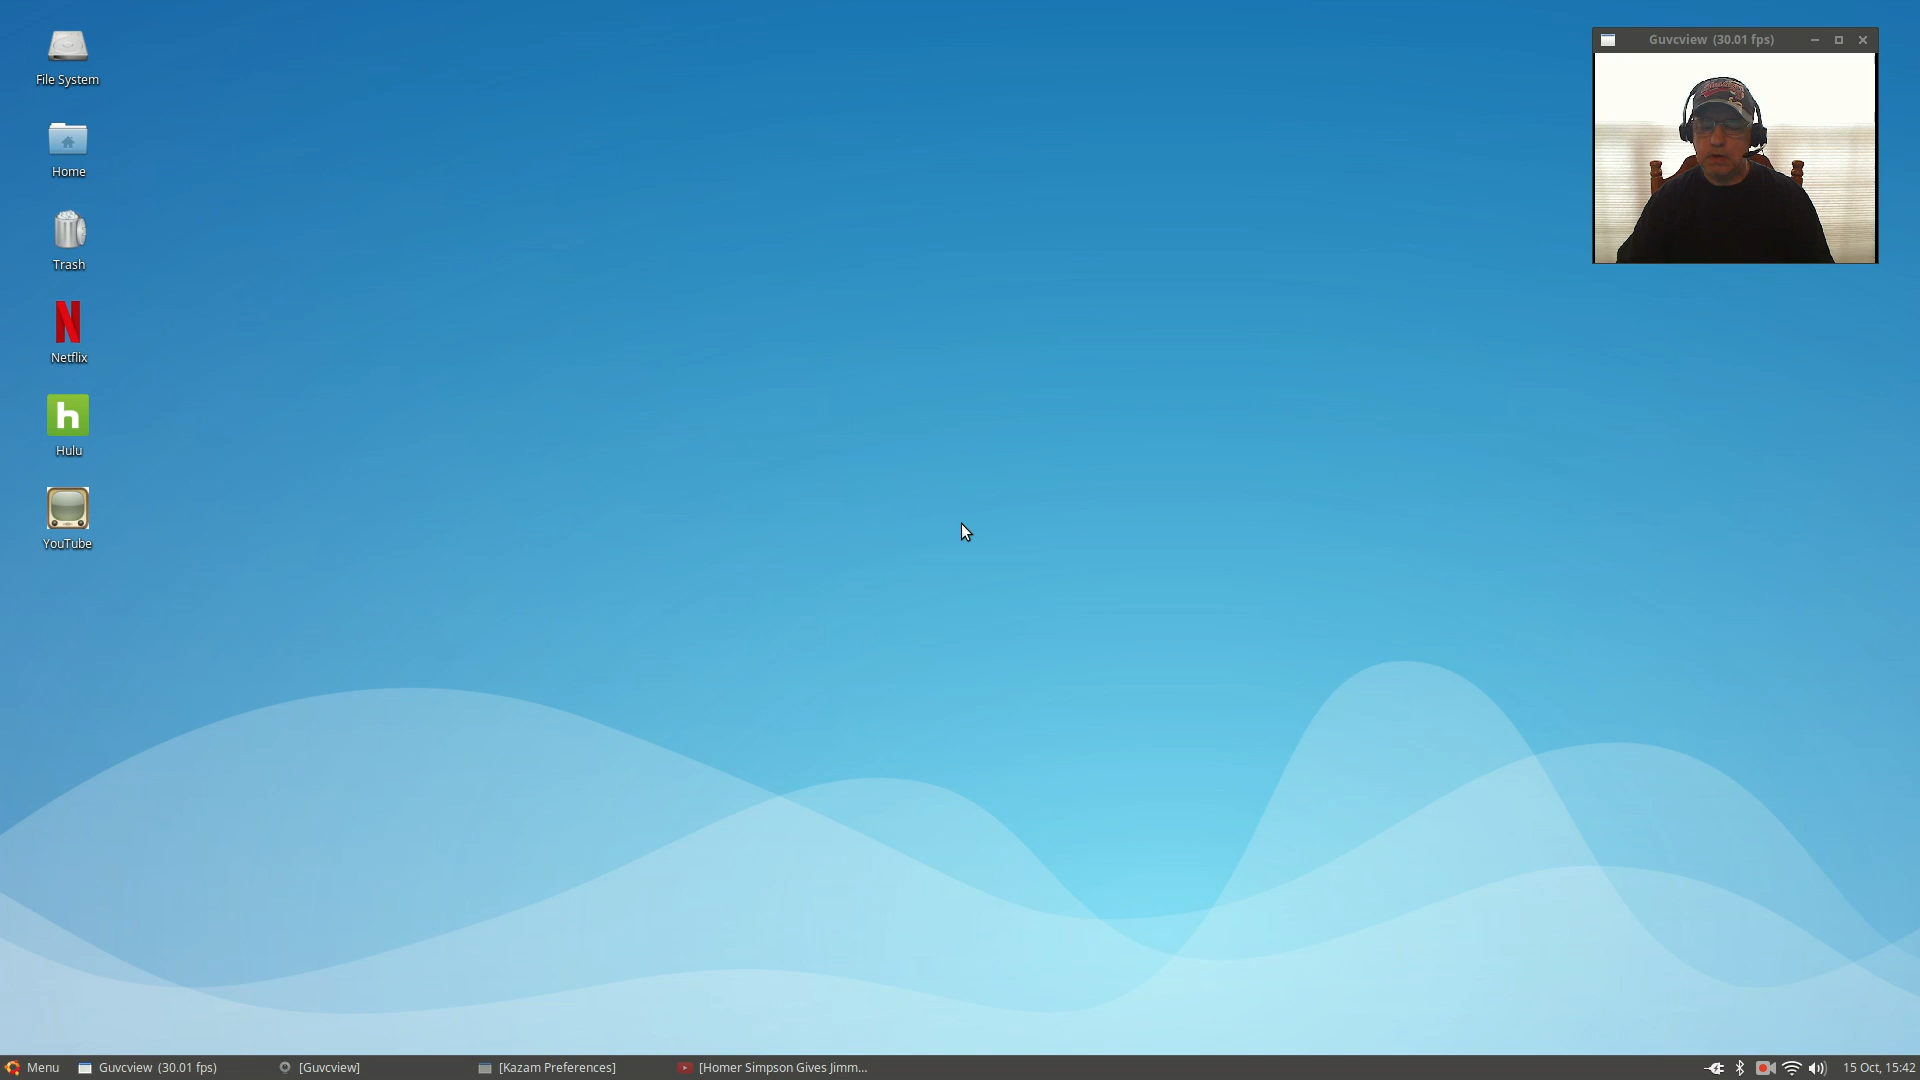 File System
Home
Trash
Netflix
h
Hulu
YouTube
Guvcview (30.01 fps)
Menu
Guvcview (30.01 fps)
[Guvcview]
[Kazam Preferences]
[Homer Simpson Gives Jimm...
15 Oct, 15:42